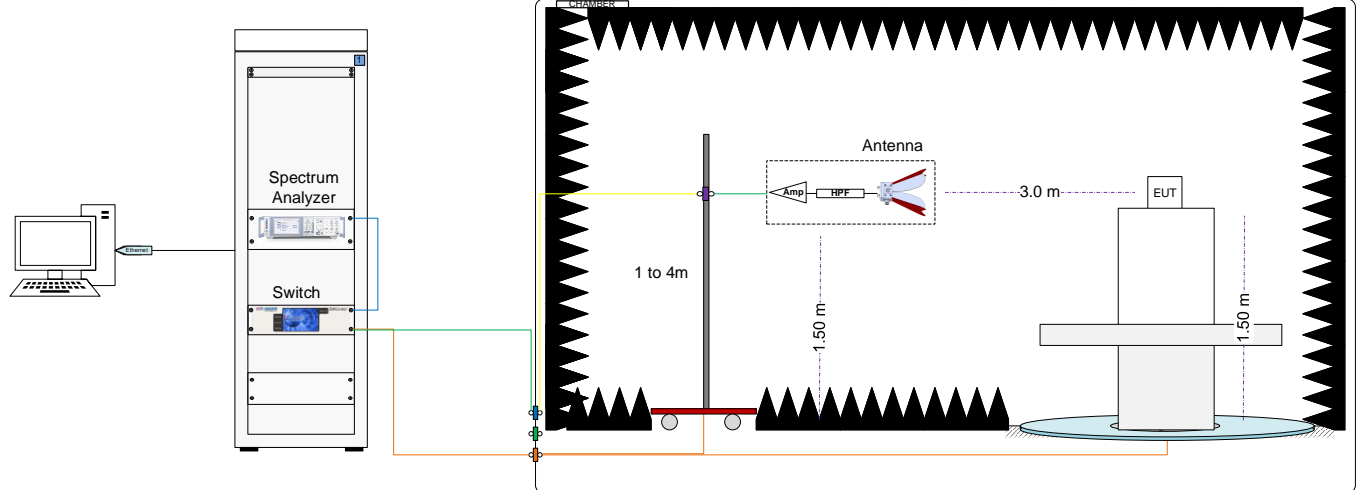 CHAMBER
1
Spectrum
Analyzer
Ethernet
Switch
Antenna
Amp
HPF
3.0 m
EUT
1 to 4m
1.50 m
1.50 m